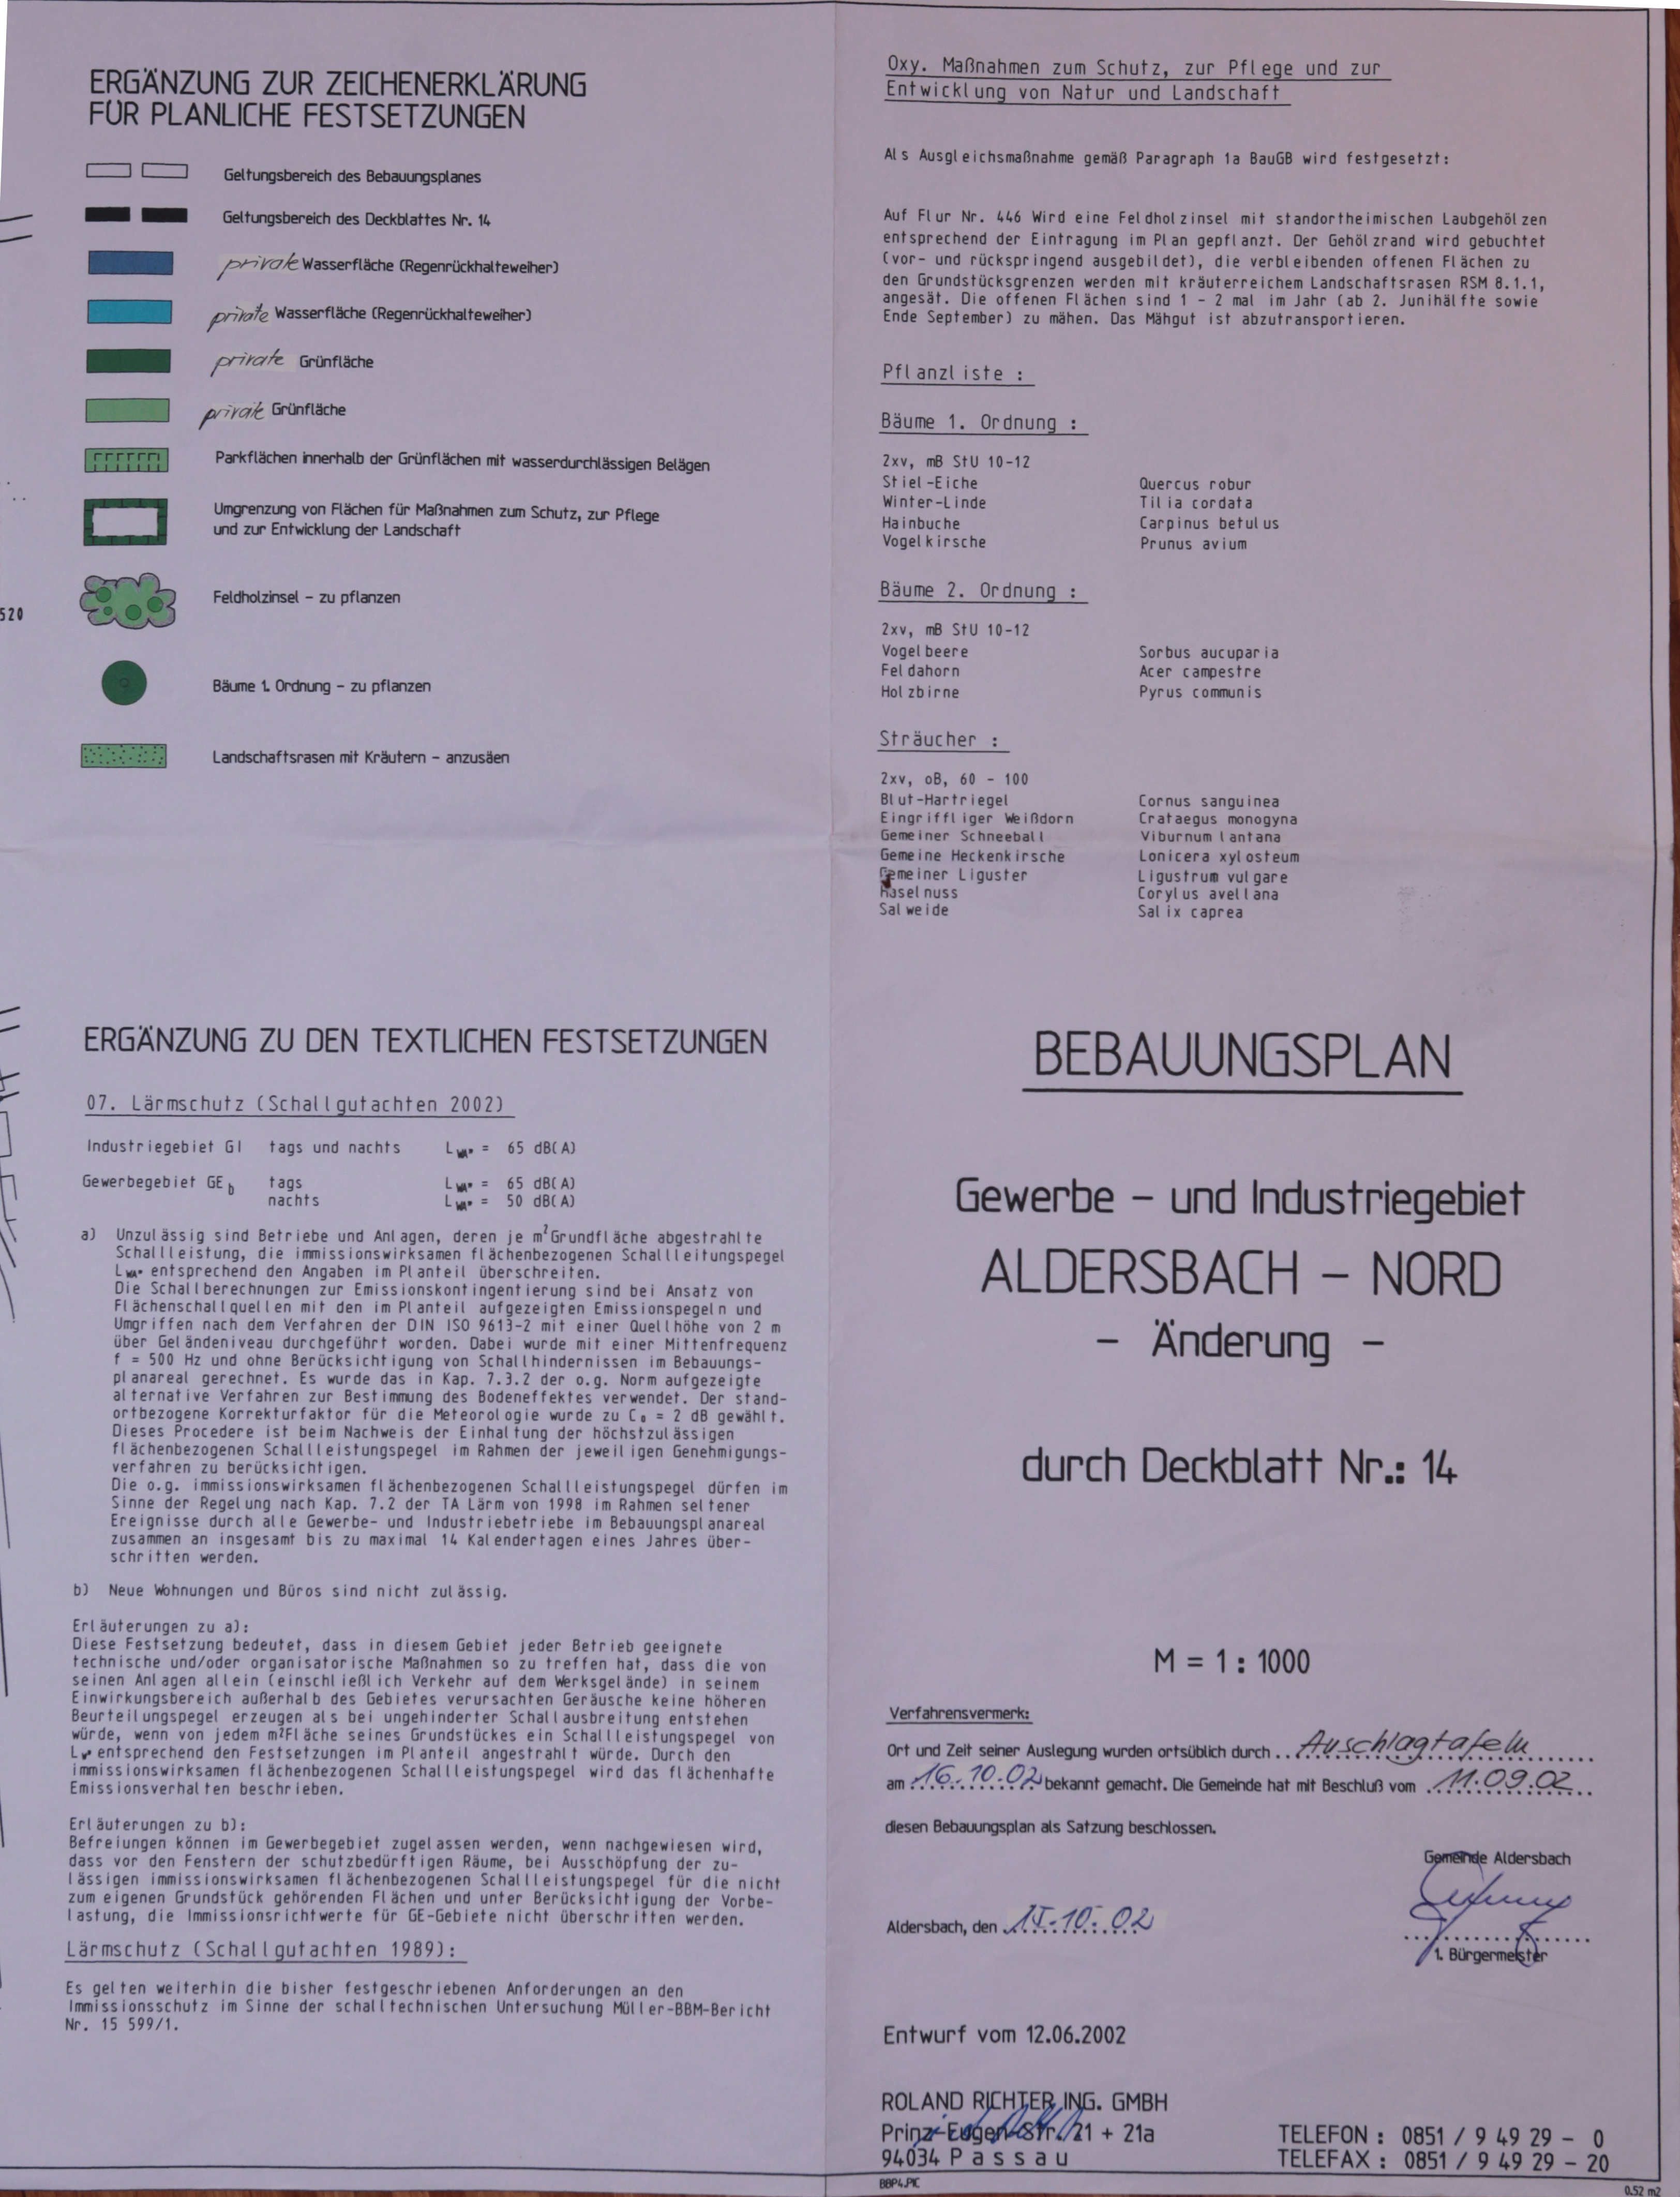 ERGÄNZUNG ZUR ZEICHENERKLÄRUNG
FÜR PLANLICHE FESTSETZUNGEN
Geltungsbereich des Bebauungsplanes
Geltungsbereich des Deckblattes Nr. 14
private Wasserfläche (Regenrückhalteweiher)
private Wasserfläche (Regenrückhalteweiher)
private Grünfläche
private Grünfläche
Parkflächen innerhalb der Grünflächen mit wasserdurchlässigen Belägen
Umgrenzung von Flächen für Maßnahmen zum Schutz, zur Pflege
und zur Entwicklung der Landschaft
Feldholzinsel – zu pflanzen
520
Bäume 1. Ordnung – zu pflanzen
Landschaftsrasen mit Kräutern – anzusäen
ERGÄNZUNG ZU DEN TEXTLICHEN FESTSETZUNGEN
07. Lärmschutz (Schallgutachten 2002)
Industriegebiet GI tags und nachts LWA" = 65 dB(A)
Gewerbegebiet GEb tags LWA" = 65 dB(A)
nachts LWA" = 50 dB(A)
a) Unzulässig sind Betriebe und Anlagen, deren je m² Grundfläche abgestrahlte
Schallleistung, die immissionswirksamen flächenbezogenen Schallleitungspegel
LWA" entsprechend den Angaben im Planteil überschreiten.
Die Schallberechnungen zur Emissionskontingentierung sind bei Ansatz von
Flächenschallquellen mit den im Planteil aufgezeigten Emissionspegeln und
Umgriffen nach dem Verfahren der DIN ISO 9613-2 mit einer Quellhöhe von 2 m
über Geländeniveau durchgeführt worden. Dabei wurde mit einer Mittenfrequenz
f = 500 Hz und ohne Berücksichtigung von Schallhindernissen im Bebauungs-
planareal gerechnet. Es wurde das in Kap. 7.3.2 der o.g. Norm aufgezeigte
alternative Verfahren zur Bestimmung des Bodeneffektes verwendet. Der stand-
ortbezogene Korrekturfaktor für die Meteorologie wurde zu C₀ = 2 dB gewählt.
Dieses Procedere ist beim Nachweis der Einhaltung der höchstzulässigen
flächenbezogenen Schallleistungspegel im Rahmen der jeweiligen Genehmigungs-
verfahren zu berücksichtigen.
Die o.g. immissionswirksamen flächenbezogenen Schallleistungspegel dürfen im
Sinne der Regelung nach Kap. 7.2 der TA Lärm von 1998 im Rahmen seltener
Ereignisse durch alle Gewerbe- und Industriebetriebe im Bebauungsplanareal
zusammen an insgesamt bis zu maximal 14 Kalendertagen eines Jahres über-
schritten werden.
b) Neue Wohnungen und Büros sind nicht zulässig.
Erläuterungen zu a):
Diese Festsetzung bedeutet, dass in diesem Gebiet jeder Betrieb geeignete
technische und/oder organisatorische Maßnahmen so zu treffen hat, dass die von
seinen Anlagen allein (einschließlich Verkehr auf dem Werksgelände) in seinem
Einwirkungsbereich außerhalb des Gebietes verursachten Geräusche keine höheren
Beurteilungspegel erzeugen als bei ungehinderter Schallausbreitung entstehen
würde, wenn von jedem m²Fläche seines Grundstückes ein Schallleistungspegel von
entsprechend den Festsetzungen im Planteil angestrahlt würde. Durch den
immissionswirksamen flächenbezogenen Schallleistungspegel wird das flächenhafte
Emissionsverhalten beschrieben.
Erläuterungen zu b):
Befreiungen können im Gewerbegebiet zugelassen werden, wenn nachgewiesen wird,
dass vor den Fenstern der schutzbedürftigen Räume, bei Ausschöpfung der zu-
lässigen immissionswirksamen flächenbezogenen Schallleistungspegel für die nicht
zum eigenen Grundstück gehörenden Flächen und unter Berücksichtigung der Vorbe-
lastung, die Immissionsrichtwerte für GE-Gebiete nicht überschritten werden.
Lärmschutz (Schallgutachten 1989):
Es gelten weiterhin die bisher festgeschriebenen Anforderungen an den
Immissionsschutz im Sinne der schalltechnischen Untersuchung Müller-BBM-Bericht
Nr. 15 599/1.
Oxy. Maßnahmen zum Schutz, zur Pflege und zur
Entwicklung von Natur und Landschaft
Als Ausgleichsmaßnahme gemäß Paragraph 1a BauGB wird festgesetzt:
Auf Flur Nr. 446 Wird eine Feldholzinsel mit standortheimischen Laubgehölzen
entsprechend der Eintragung im Plan gepflanzt. Der Gehölzrand wird gebuchtet
(vor- und rückspringend ausgebildet), die verbleibenden offenen Flächen zu
den Grundstücksgrenzen werden mit kräuterreichem Landschaftsrasen RSM 8.1.1,
angesät. Die offenen Flächen sind 1 - 2 mal im Jahr (ab 2. Junihälfte sowie
Ende September) zu mähen. Das Mähgut ist abzutransportieren.
Pflanzliste :
Bäume 1. Ordnung :
2xv, mB StU 10-12
Stiel-Eiche Quercus robur
Winter-Linde Tilia cordata
Hainbuche Carpinus betulus
Vogelkirsche Prunus avium
Bäume 2. Ordnung :
2xv, mB StU 10-12
Vogelbeere Sorbus aucuparia
Feldahorn Acer campestre
Holzbirne Pyrus communis
Sträucher :
2xv, oB, 60 - 100
Blut-Hartriegel Cornus sanguinea
Eingriffliger Weißdorn Crataegus monogyna
Gemeiner Schneeball Viburnum lantana
Gemeine Heckenkirsche Lonicera xylosteum
Gemeiner Liguster Ligustrum vulgare
Haselnuss Corylus avellana
Salweide Salix caprea
BEBAUUNGSPLAN
Gewerbe – und Industriegebiet
ALDERSBACH – NORD
– Änderung –
durch Deckblatt Nr.: 14
M = 1 : 1000
Verfahrensvermerk:
Ort und Zeit seiner Auslegung wurden ortsüblich durch .. Anschlagtafeln
am 16.10.02 bekannt gemacht. Die Gemeinde hat mit Beschluß vom 11.09.02
diesen Bebauungsplan als Satzung beschlossen.
Gemeinde Aldersbach
Aldersbach, den 15.10.02
1. Bürgermeister
Entwurf vom 12.06.2002
ROLAND RICHTER ING. GMBH
Prinz-Eugen-Str. 21 + 21a
94034 Passau
TELEFON : 0851 / 9 49 29 – 0
TELEFAX : 0851 / 9 49 29 – 20
BBP4.PIC
0.52 m2